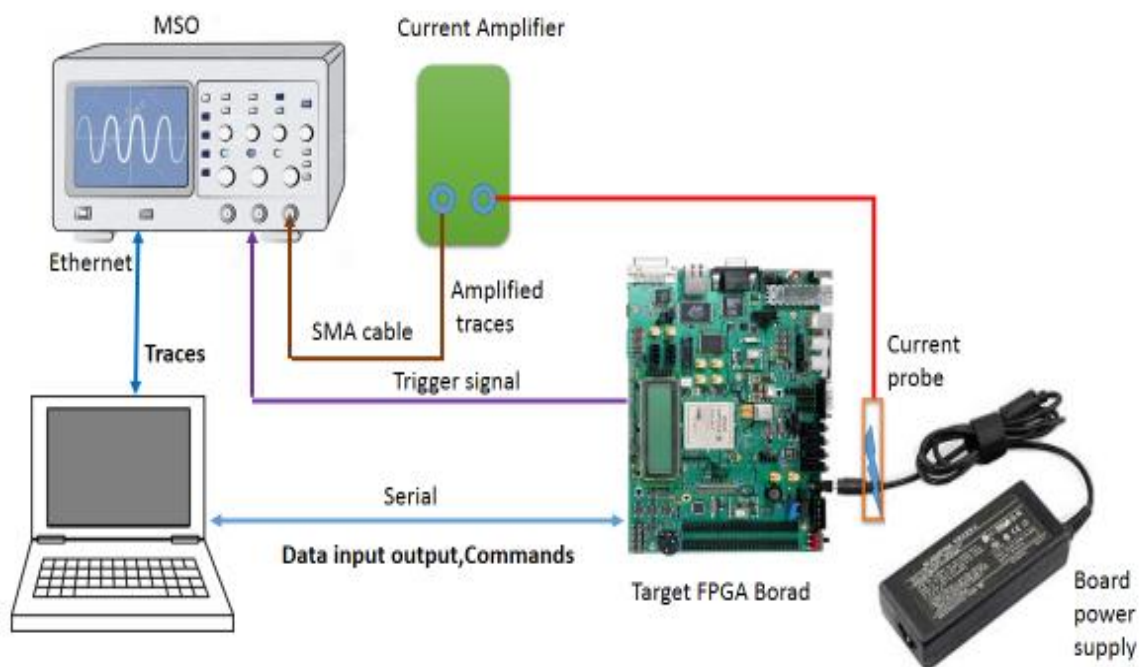 MSO
Current Amplifier
Ethernet
Amplified
traces
SMA cable
Traces
Trigger signal
Current
probe
Serial
Data input output,Commands
Target FPGA Borad
Board
power
supply